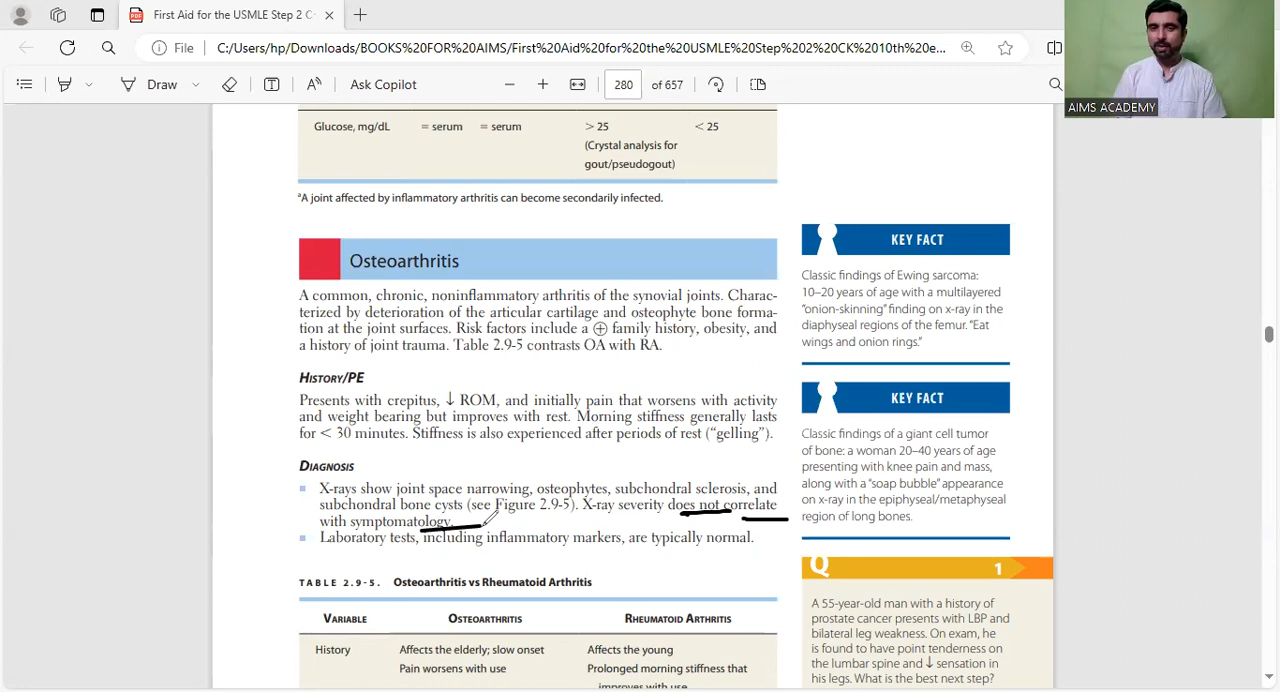 First Aid for the USMLE Step 2 C
File
C:/Users/hp/Downloads/BOOKS%20FOR%20AIMS/First%20Aid%20for%20the%20USMLE%20Step%202%20CK%2010th%20e...
Draw
Ask Copilot
280 of 657
AIMS ACADEMY
Glucose, mg/dL = serum = serum > 25 < 25
(Crystal analysis for
gout/pseudogout)
aA joint affected by inflammatory arthritis can become secondarily infected.
Osteoarthritis
A common, chronic, noninflammatory arthritis of the synovial joints. Charac-
terized by deterioration of the articular cartilage and osteophyte bone forma-
tion at the joint surfaces. Risk factors include a ⊕ family history, obesity, and
a history of joint trauma. Table 2.9-5 contrasts OA with RA.
HISTORY/PE
Presents with crepitus, ↓ ROM, and initially pain that worsens with activity
and weight bearing but improves with rest. Morning stiffness generally lasts
for < 30 minutes. Stiffness is also experienced after periods of rest (“gelling”).
DIAGNOSIS
X-rays show joint space narrowing, osteophytes, subchondral sclerosis, and
subchondral bone cysts (see Figure 2.9-5). X-ray severity does not correlate
with symptomatology.
Laboratory tests, including inflammatory markers, are typically normal.
TABLE 2.9-5. Osteoarthritis vs Rheumatoid Arthritis
VARIABLE OSTEOARTHRITIS RHEUMATOID ARTHRITIS
History Affects the elderly; slow onset Affects the young
Pain worsens with use Prolonged morning stiffness that
improves with use
KEY FACT
Classic findings of Ewing sarcoma:
10–20 years of age with a multilayered
“onion-skinning” finding on x-ray in the
diaphyseal regions of the femur. “Eat
wings and onion rings.”
KEY FACT
Classic findings of a giant cell tumor
of bone: a woman 20–40 years of age
presenting with knee pain and mass,
along with a “soap bubble” appearance
on x-ray in the epiphyseal/metaphyseal
region of long bones.
Q 1
A 55-year-old man with a history of
prostate cancer presents with LBP and
bilateral leg weakness. On exam, he
is found to have point tenderness on
the lumbar spine and ↓ sensation in
his legs. What is the best next step?